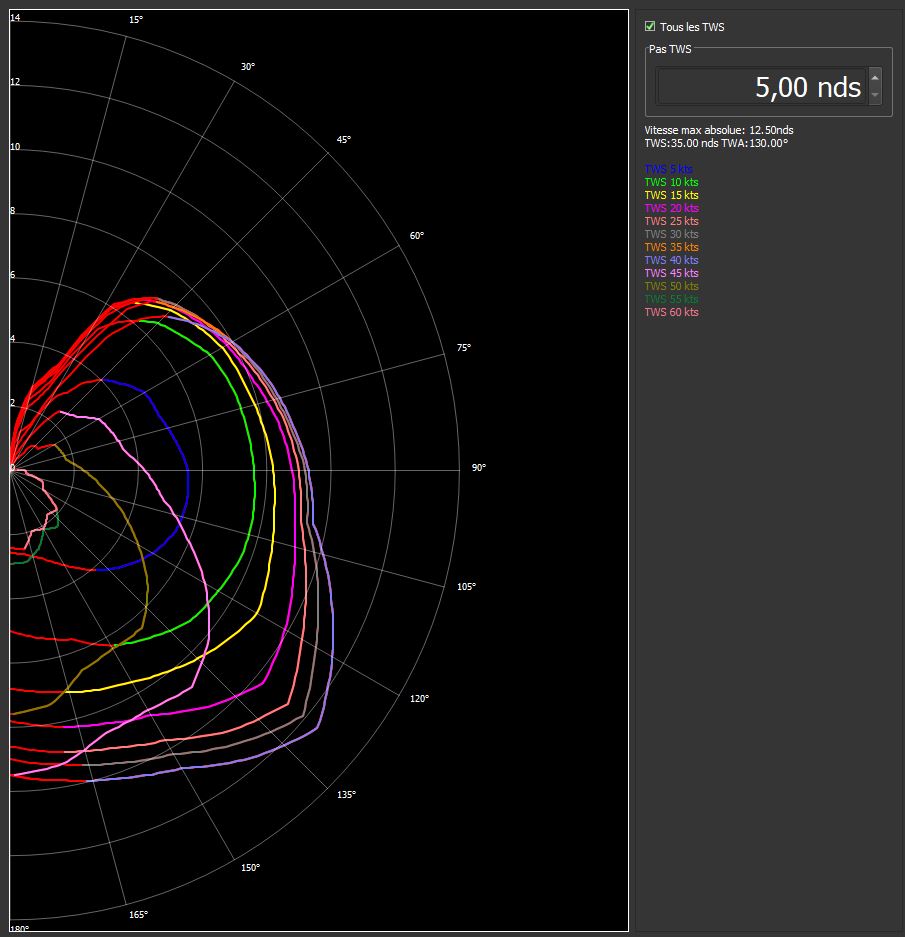 14
15°
12
30°
10
45°
8
60°
6
75°
4
2
0
90°
105°
120°
135°
150°
165°
180°
Tous les TWS
Pas TWS
5,00 nds
Vitesse max absolue: 12.50nds
TWS:35.00 nds TWA:130.00°
TWS 5 kts
TWS 10 kts
TWS 15 kts
TWS 20 kts
TWS 25 kts
TWS 30 kts
TWS 35 kts
TWS 40 kts
TWS 45 kts
TWS 50 kts
TWS 55 kts
TWS 60 kts